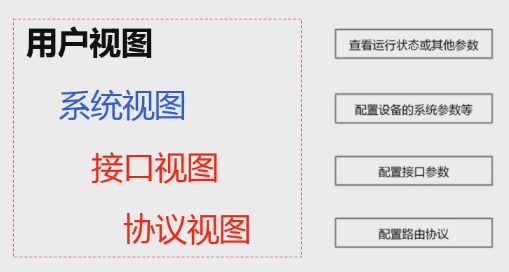 用户视图
查看运行状态或其他参数
系统视图
配置设备的系统参数等
接口视图
配置接口参数
协议视图
配置路由协议